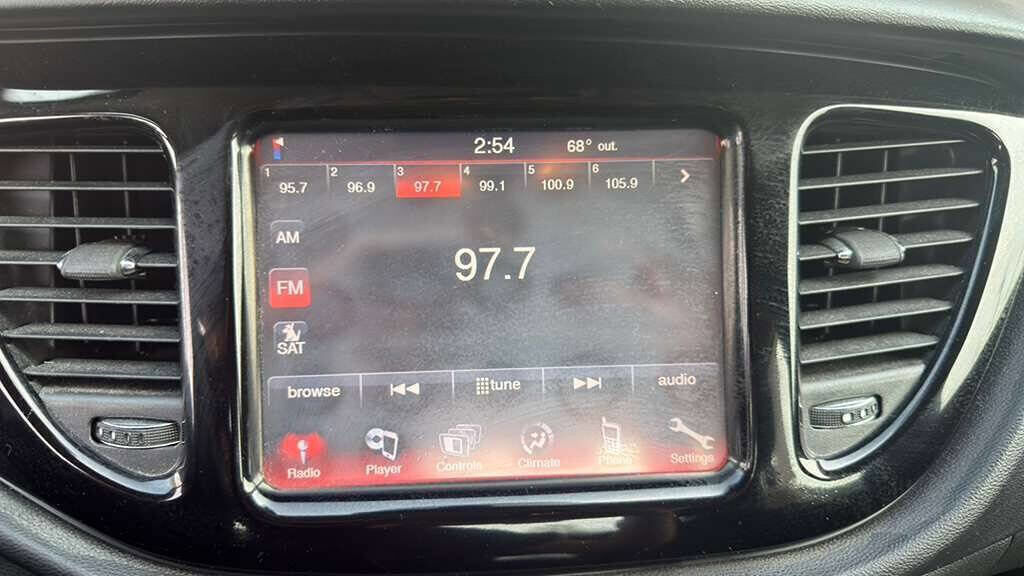 2:54 68° out.
1 2 3 4 5 6
95.7 96.9 97.7 99.1 100.9 105.9
AM
97.7
FM
SAT
browse tune audio
Radio Player Controls Climate Phone Settings